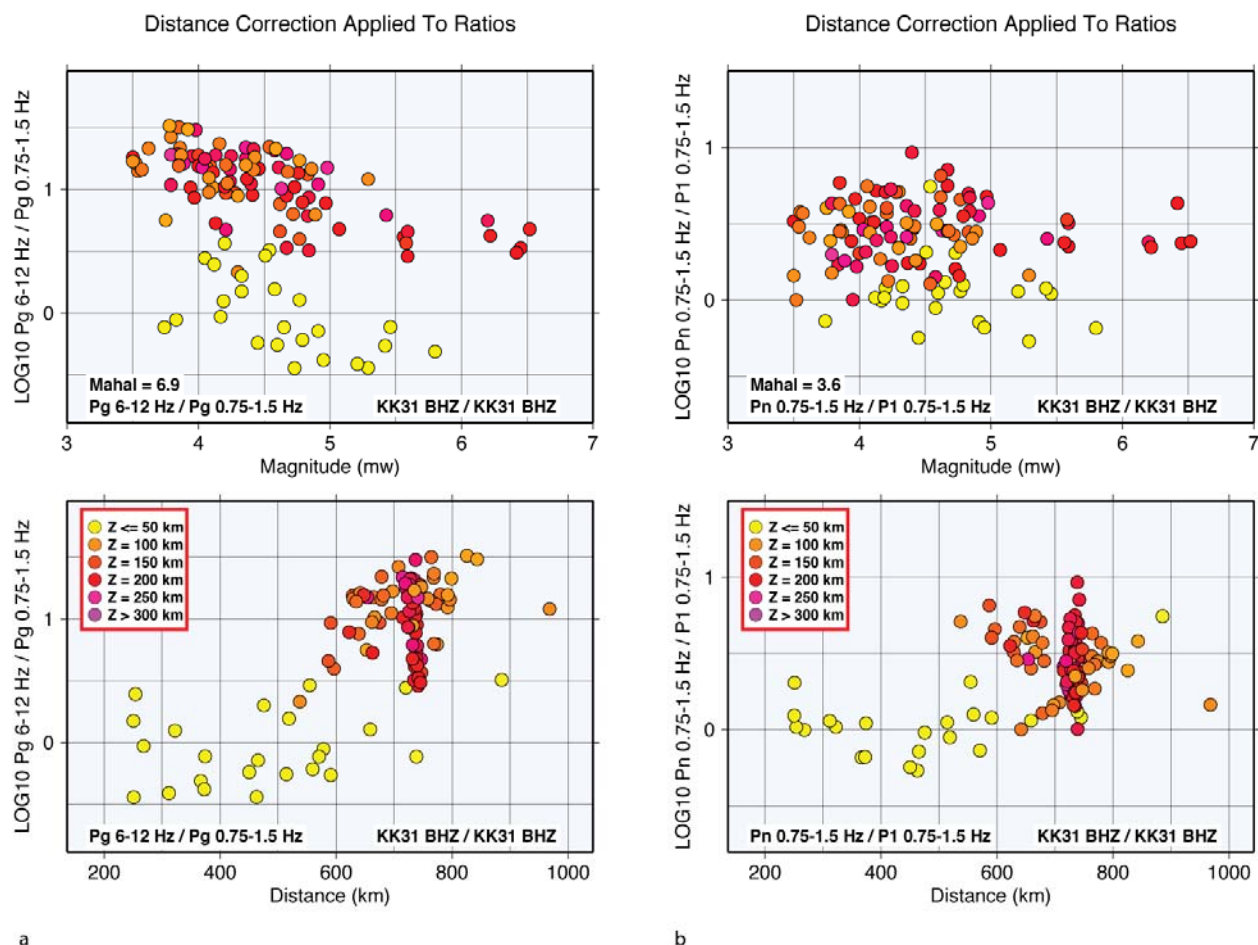 Distance Correction Applied To Ratios
LOG10 Pg 6-12 Hz / Pg 0.75-1.5 Hz
1
0
Mahal = 6.9
Pg 6-12 Hz / Pg 0.75-1.5 Hz
KK31 BHZ / KK31 BHZ
3 4 5 6 7
Magnitude (mw)
LOG10 Pg 6-12 Hz / Pg 0.75-1.5 Hz
1
0
Z <= 50 km
Z = 100 km
Z = 150 km
Z = 200 km
Z = 250 km
Z > 300 km
Pg 6-12 Hz / Pg 0.75-1.5 Hz
KK31 BHZ / KK31 BHZ
200 400 600 800 1000
Distance (km)
a
Distance Correction Applied To Ratios
LOG10 Pn 0.75-1.5 Hz / P1 0.75-1.5 Hz
1
0
Mahal = 3.6
Pn 0.75-1.5 Hz / P1 0.75-1.5 Hz
KK31 BHZ / KK31 BHZ
3 4 5 6 7
Magnitude (mw)
LOG10 Pn 0.75-1.5 Hz / P1 0.75-1.5 Hz
1
0
Z <= 50 km
Z = 100 km
Z = 150 km
Z = 200 km
Z = 250 km
Z > 300 km
Pn 0.75-1.5 Hz / P1 0.75-1.5 Hz
KK31 BHZ / KK31 BHZ
200 400 600 800 1000
Distance (km)
b